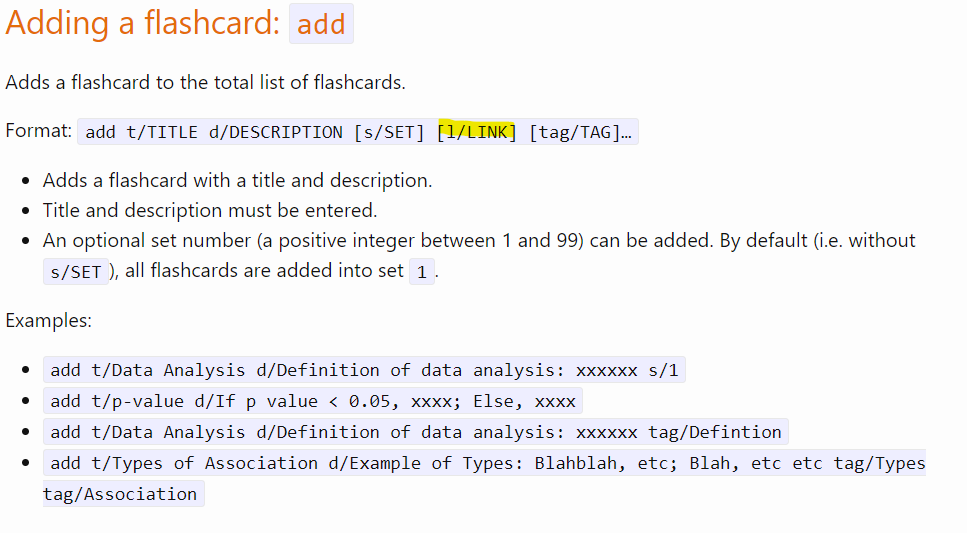 Adding a flashcard: add
Adds a flashcard to the total list of flashcards.
Format: add t/TITLE d/DESCRIPTION [s/SET] [l/LINK] [tag/TAG]…
• Adds a flashcard with a title and description.
• Title and description must be entered.
• An optional set number (a positive integer between 1 and 99) can be added. By default (i.e. without
s/SET ), all flashcards are added into set 1 .
Examples:
• add t/Data Analysis d/Definition of data analysis: xxxxxx s/1
• add t/p-value d/If p value < 0.05, xxxx; Else, xxxx
• add t/Data Analysis d/Definition of data analysis: xxxxxx tag/Defintion
• add t/Types of Association d/Example of Types: Blahblah, etc; Blah, etc etc tag/Types
tag/Association